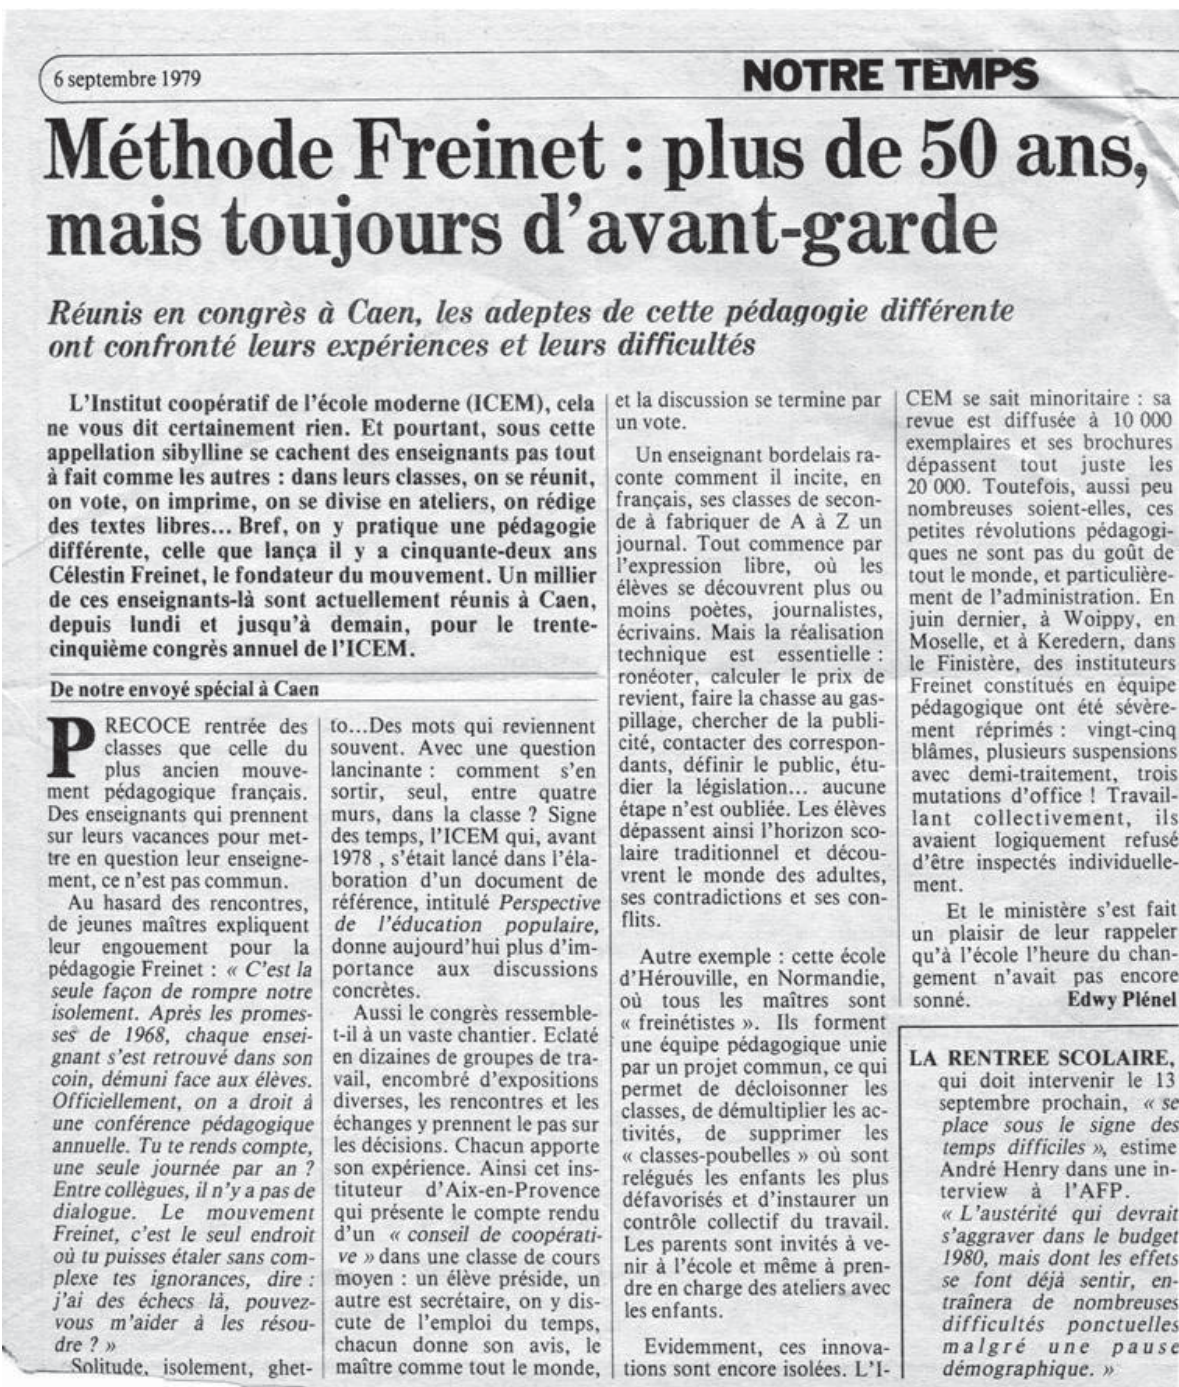 6 septembre 1979
NOTRE TEMPS
Méthode Freinet : plus de 50 ans,
mais toujours d'avant-garde
Réunis en congrès à Caen, les adeptes de cette pédagogie différente
ont confronté leurs expériences et leurs difficultés
L'Institut coopératif de l'école moderne (ICEM), cela
ne vous dit certainement rien. Et pourtant, sous cette
appellation sibylline se cachent des enseignants pas tout
à fait comme les autres : dans leurs classes, on se réunit,
on vote, on imprime, on se divise en ateliers, on rédige
des textes libres... Bref, on y pratique une pédagogie
différente, celle que lança il y a cinquante-deux ans
Célestin Freinet, le fondateur du mouvement. Un millier
de ces enseignants-là sont actuellement réunis à Caen,
depuis lundi et jusqu'à demain, pour le trente-
cinquième congrès annuel de l'ICEM.
De notre envoyé spécial à Caen
PRECOCE rentrée des
classes que celle du
plus ancien mouve-
ment pédagogique français.
Des enseignants qui prennent
sur leurs vacances pour met-
tre en question leur enseigne-
ment, ce n'est pas commun.
Au hasard des rencontres,
de jeunes maîtres expliquent
leur engouement pour la
pédagogie Freinet : « C'est la
seule façon de rompre notre
isolement. Après les promes-
ses de 1968, chaque ensei-
gnant s'est retrouvé dans son
coin, démuni face aux élèves.
Officiellement, on a droit à
une conférence pédagogique
annuelle. Tu te rends compte,
une seule journée par an ?
Entre collègues, il n'y a pas de
dialogue. Le mouvement
Freinet, c'est le seul endroit
où tu puisses étaler sans com-
plexe tes ignorances, dire :
j'ai des échecs là, pouvez-
vous m'aider à les résou-
dre ? »
Solitude, isolement, ghet-
to...Des mots qui reviennent
souvent. Avec une question
lancinante : comment s'en
sortir, seul, entre quatre
murs, dans la classe ? Signe
des temps, l'ICEM qui, avant
1978 , s'était lancé dans l'éla-
boration d'un document de
référence, intitulé Perspective
de l'éducation populaire,
donne aujourd'hui plus d'im-
portance aux discussions
concrètes.
Aussi le congrès ressemble-
t-il à un vaste chantier. Eclaté
en dizaines de groupes de tra-
vail, encombré d'expositions
diverses, les rencontres et les
échanges y prennent le pas sur
les décisions. Chacun apporte
son expérience. Ainsi cet ins-
tituteur d'Aix-en-Provence
qui présente le compte rendu
d'un « conseil de coopérati-
ve » dans une classe de cours
moyen : un élève préside, un
autre est secrétaire, on y dis-
cute de l'emploi du temps,
chacun donne son avis, le
maître comme tout le monde,
et la discussion se termine par
un vote.
Un enseignant bordelais ra-
conte comment il incite, en
français, ses classes de secon-
de à fabriquer de A à Z un
journal. Tout commence par
l'expression libre, où les
élèves se découvrent plus ou
moins poètes, journalistes,
écrivains. Mais la réalisation
technique est essentielle :
ronéoter, calculer le prix de
revient, faire la chasse au gas-
pillage, chercher de la publi-
cité, contacter des correspon-
dants, définir le public, étu-
dier la législation... aucune
étape n'est oubliée. Les élèves
dépassent ainsi l'horizon sco-
laire traditionnel et décou-
vrent le monde des adultes,
ses contradictions et ses con-
flits.
Autre exemple : cette école
d'Hérouville, en Normandie,
où tous les maîtres sont
« freinétistes ». Ils forment
une équipe pédagogique unie
par un projet commun, ce qui
permet de décloisonner les
classes, de démultiplier les ac-
tivités, de supprimer les
« classes-poubelles » où sont
relégués les enfants les plus
défavorisés et d'instaurer un
contrôle collectif du travail.
Les parents sont invités à ve-
nir à l'école et même à pren-
dre en charge des ateliers avec
les enfants.
Evidemment, ces innova-
tions sont encore isolées. L'I-
CEM se sait minoritaire : sa
revue est diffusée à 10 000
exemplaires et ses brochures
dépassent tout juste les
20 000. Toutefois, aussi peu
nombreuses soient-elles, ces
petites révolutions pédagogi-
ques ne sont pas du goût de
tout le monde, et particulière-
ment de l'administration. En
juin dernier, à Woippy, en
Moselle, et à Keredern, dans
le Finistère, des instituteurs
Freinet constitués en équipe
pédagogique ont été sévère-
ment réprimés : vingt-cinq
blâmes, plusieurs suspensions
avec demi-traitement, trois
mutations d'office ! Travail-
lant collectivement, ils
avaient logiquement refusé
d'être inspectés individuelle-
ment.
Et le ministère s'est fait
un plaisir de leur rappeler
qu'à l'école l'heure du chan-
gement n'avait pas encore
sonné. Edwy Plénel
LA RENTREE SCOLAIRE,
qui doit intervenir le 13
septembre prochain, « se
place sous le signe des
temps difficiles », estime
André Henry dans une in-
terview à l'AFP.
« L'austérité qui devrait
s'aggraver dans le budget
1980, mais dont les effets
se font déjà sentir, en-
traînera de nombreuses
difficultés ponctuelles
malgré une pause
démographique. »